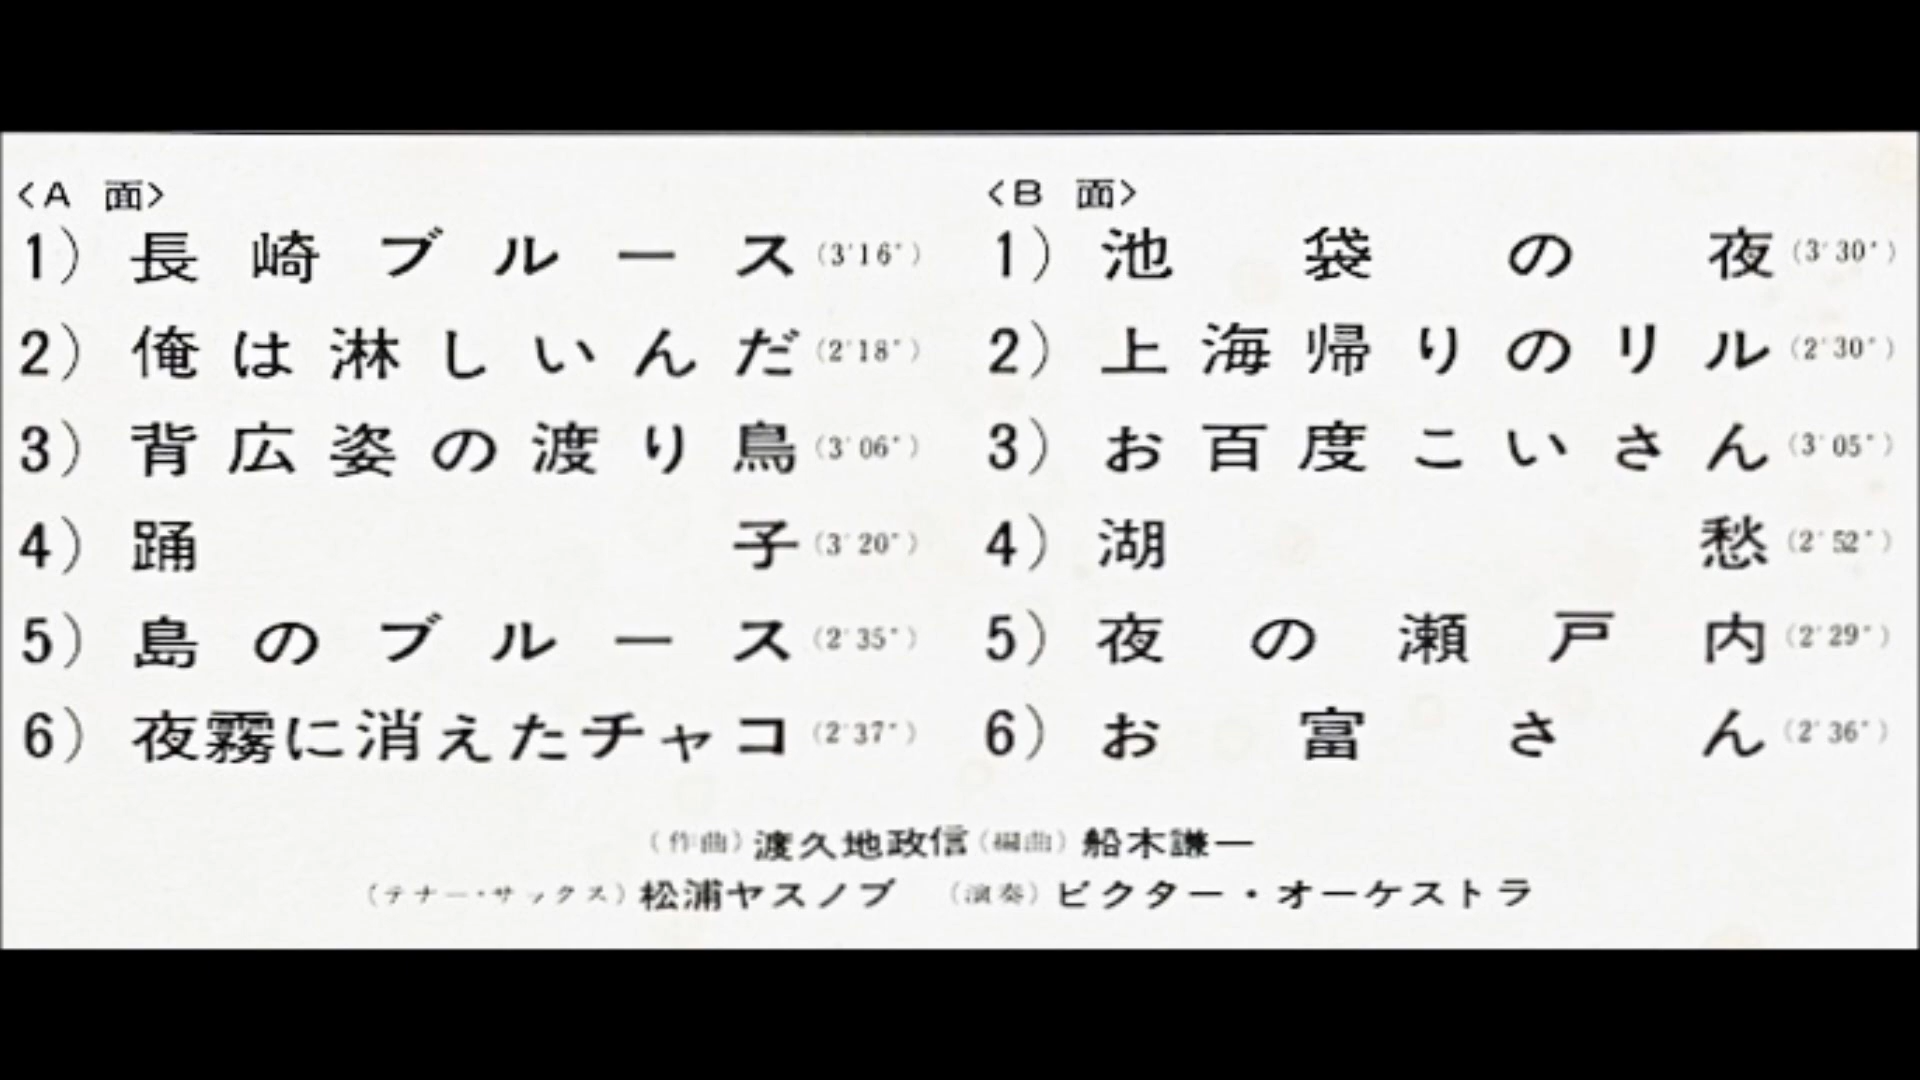 <A 面>
1) 長崎ブルース (3'16")
2) 俺は淋しいんだ (2'18")
3) 背広姿の渡り鳥 (3'06")
4) 踊子 (3'20")
5) 島のブルース (2'35")
6) 夜霧に消えたチャコ (2'37")
<B 面>
1) 池袋の夜 (3'30")
2) 上海帰りのリル (2'30")
3) お百度こいさん (3'05")
4) 湖愁 (2'52")
5) 夜の瀬戸内 (2'29")
6) お富さん (2'36")
(作曲) 渡久地政信 (編曲) 船木謙一
(テナー・サックス) 松浦ヤスノブ (演奏) ビクター・オーケストラ